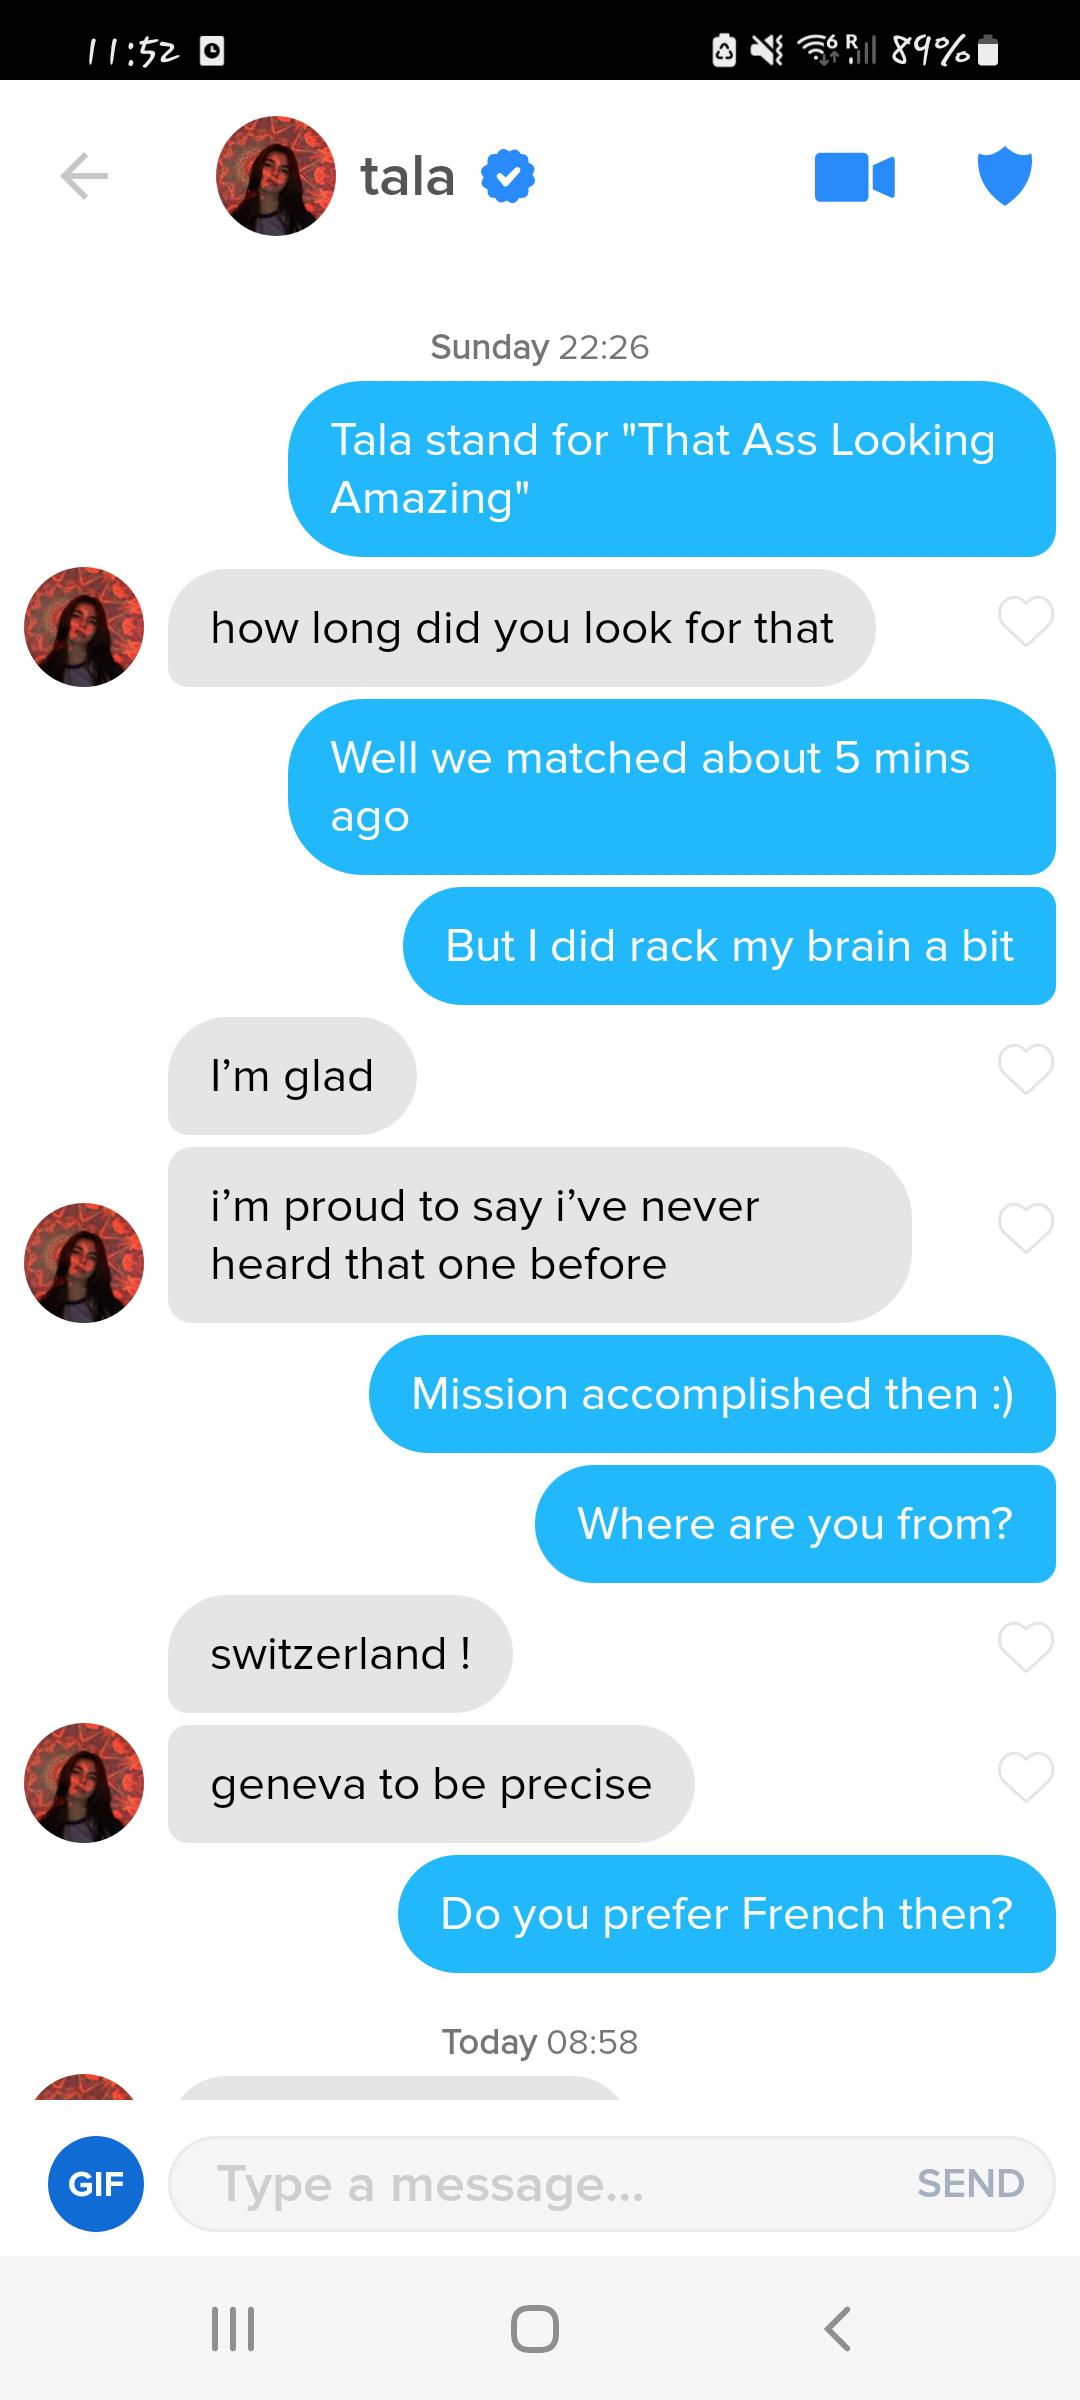 11:52 6 R 89%
tala
Sunday 22:26
Tala stand for "That Ass Looking
Amazing"
how long did you look for that
Well we matched about 5 mins
ago
But I did rack my brain a bit
I’m glad
i’m proud to say i’ve never
heard that one before
Mission accomplished then :)
Where are you from?
switzerland !
geneva to be precise
Do you prefer French then?
Today 08:58
GIF Type a message... SEND